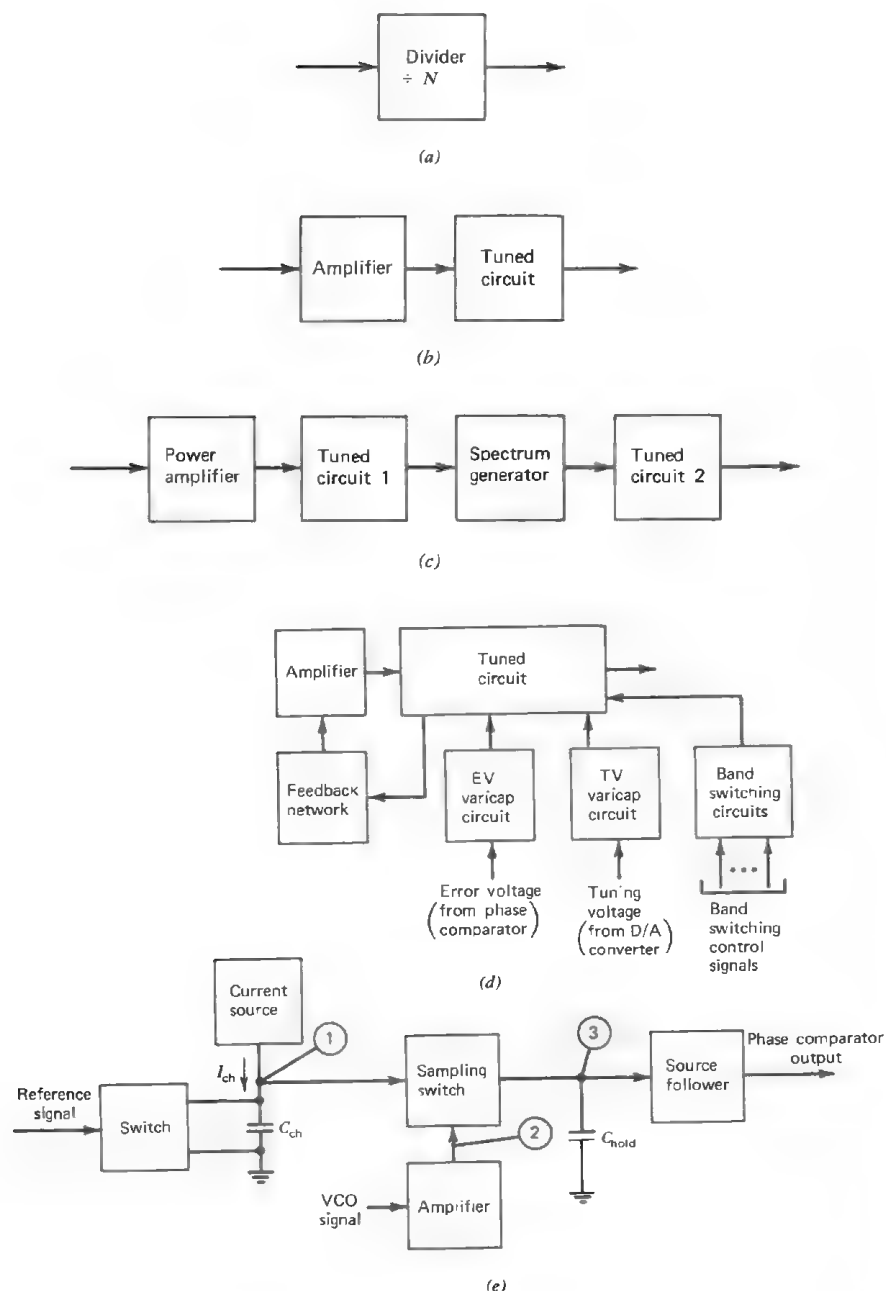 Divider
÷ N
(a)
Amplifier
Tuned
circuit
(b)
Power
amplifier
Tuned
circuit 1
Spectrum
generator
Tuned
circuit 2
(c)
Amplifier
Tuned
circuit
Feedback
network
EV
varicap
circuit
TV
varicap
circuit
Band
switching
circuits
Error voltage
(from phase
comparator)
Tuning
voltage
(from D/A
converter)
Band
switching
control
signals
(d)
Current
source
1
I_ch
Reference
signal
Switch
C_ch
Sampling
switch
2
VCO
signal
Amplifier
3
C_hold
Source
follower
Phase comparator
output
(e)